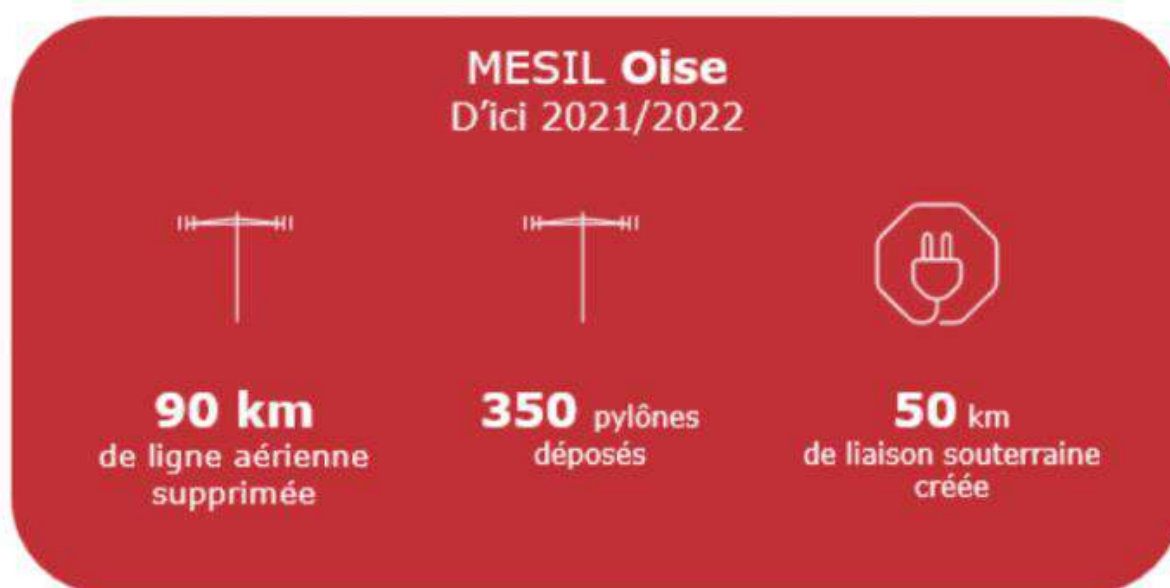 MESIL Oise
D'ici 2021/2022
90 km
de ligne aérienne
supprimée
350 pylônes
déposés
50 km
de liaison souterraine
créée